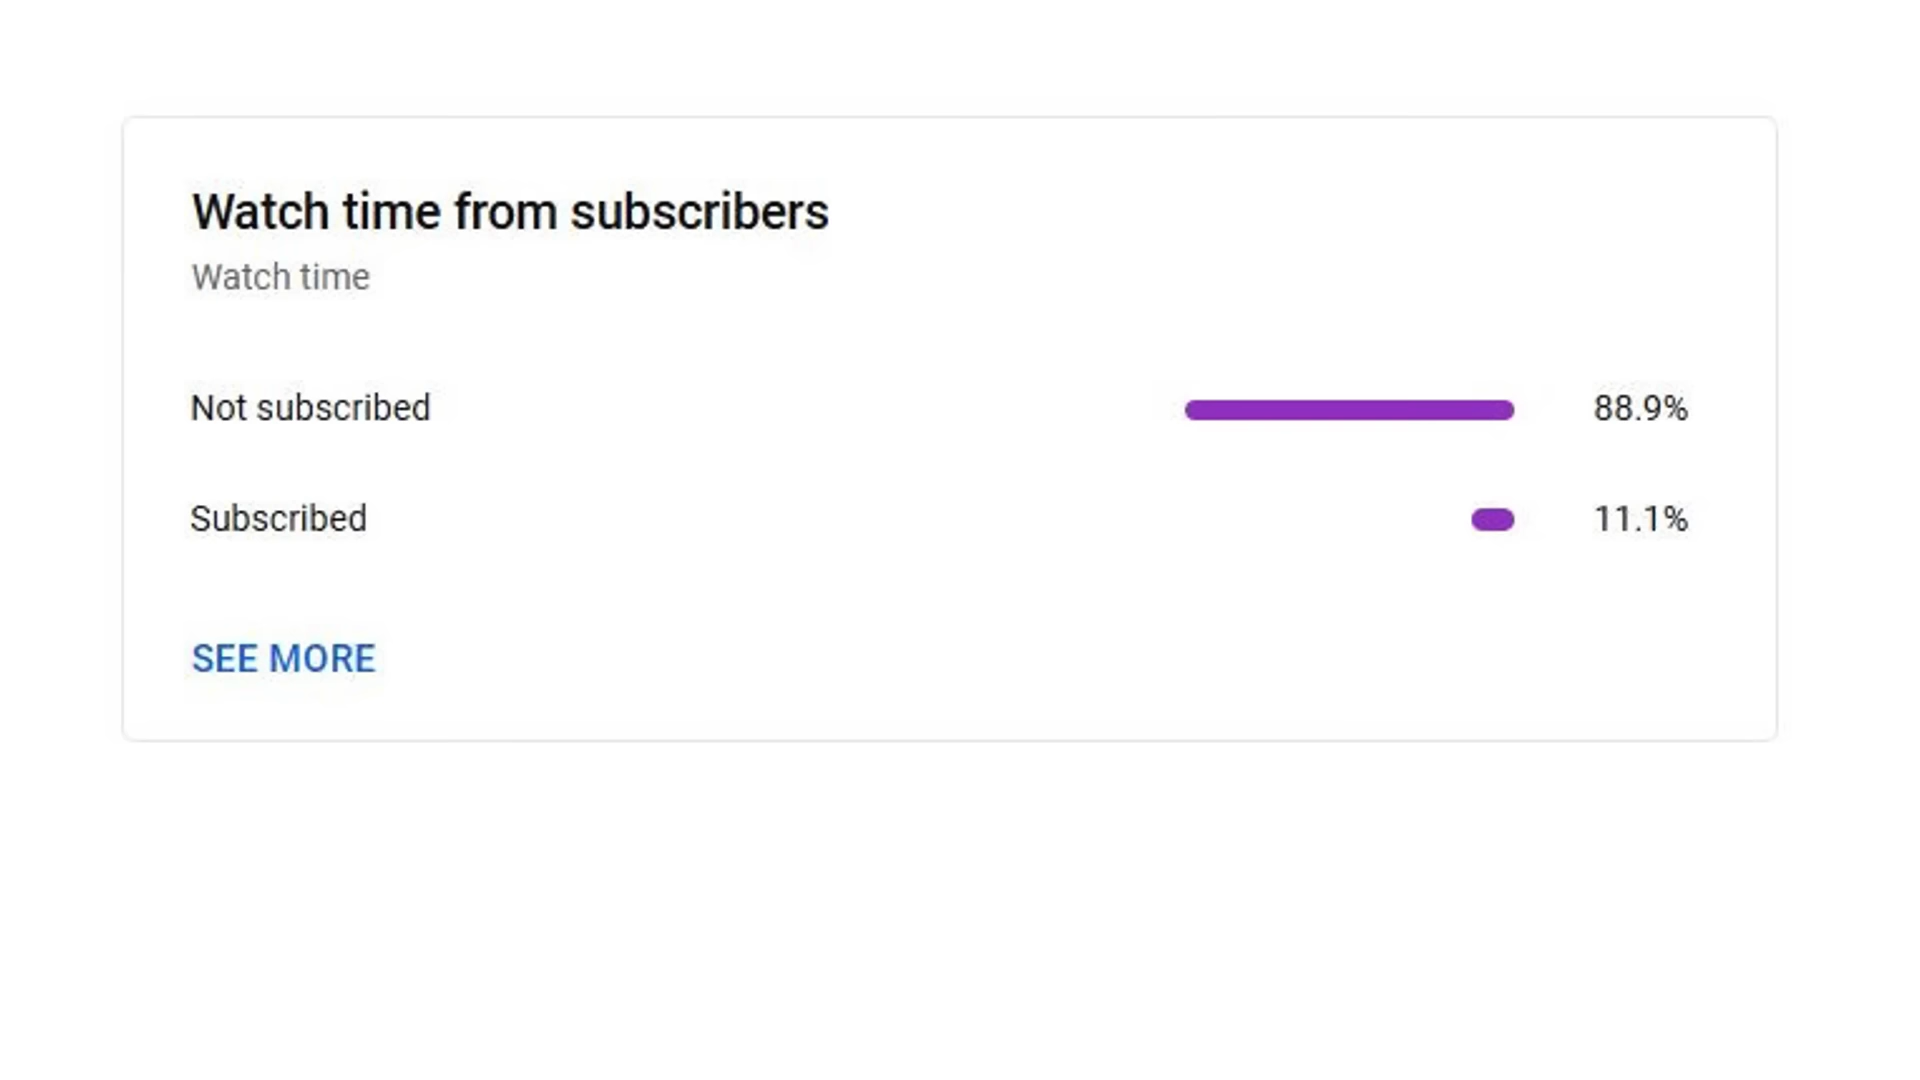 Watch time from subscribers
Watch time
Not subscribed 88.9%
Subscribed 11.1%
SEE MORE